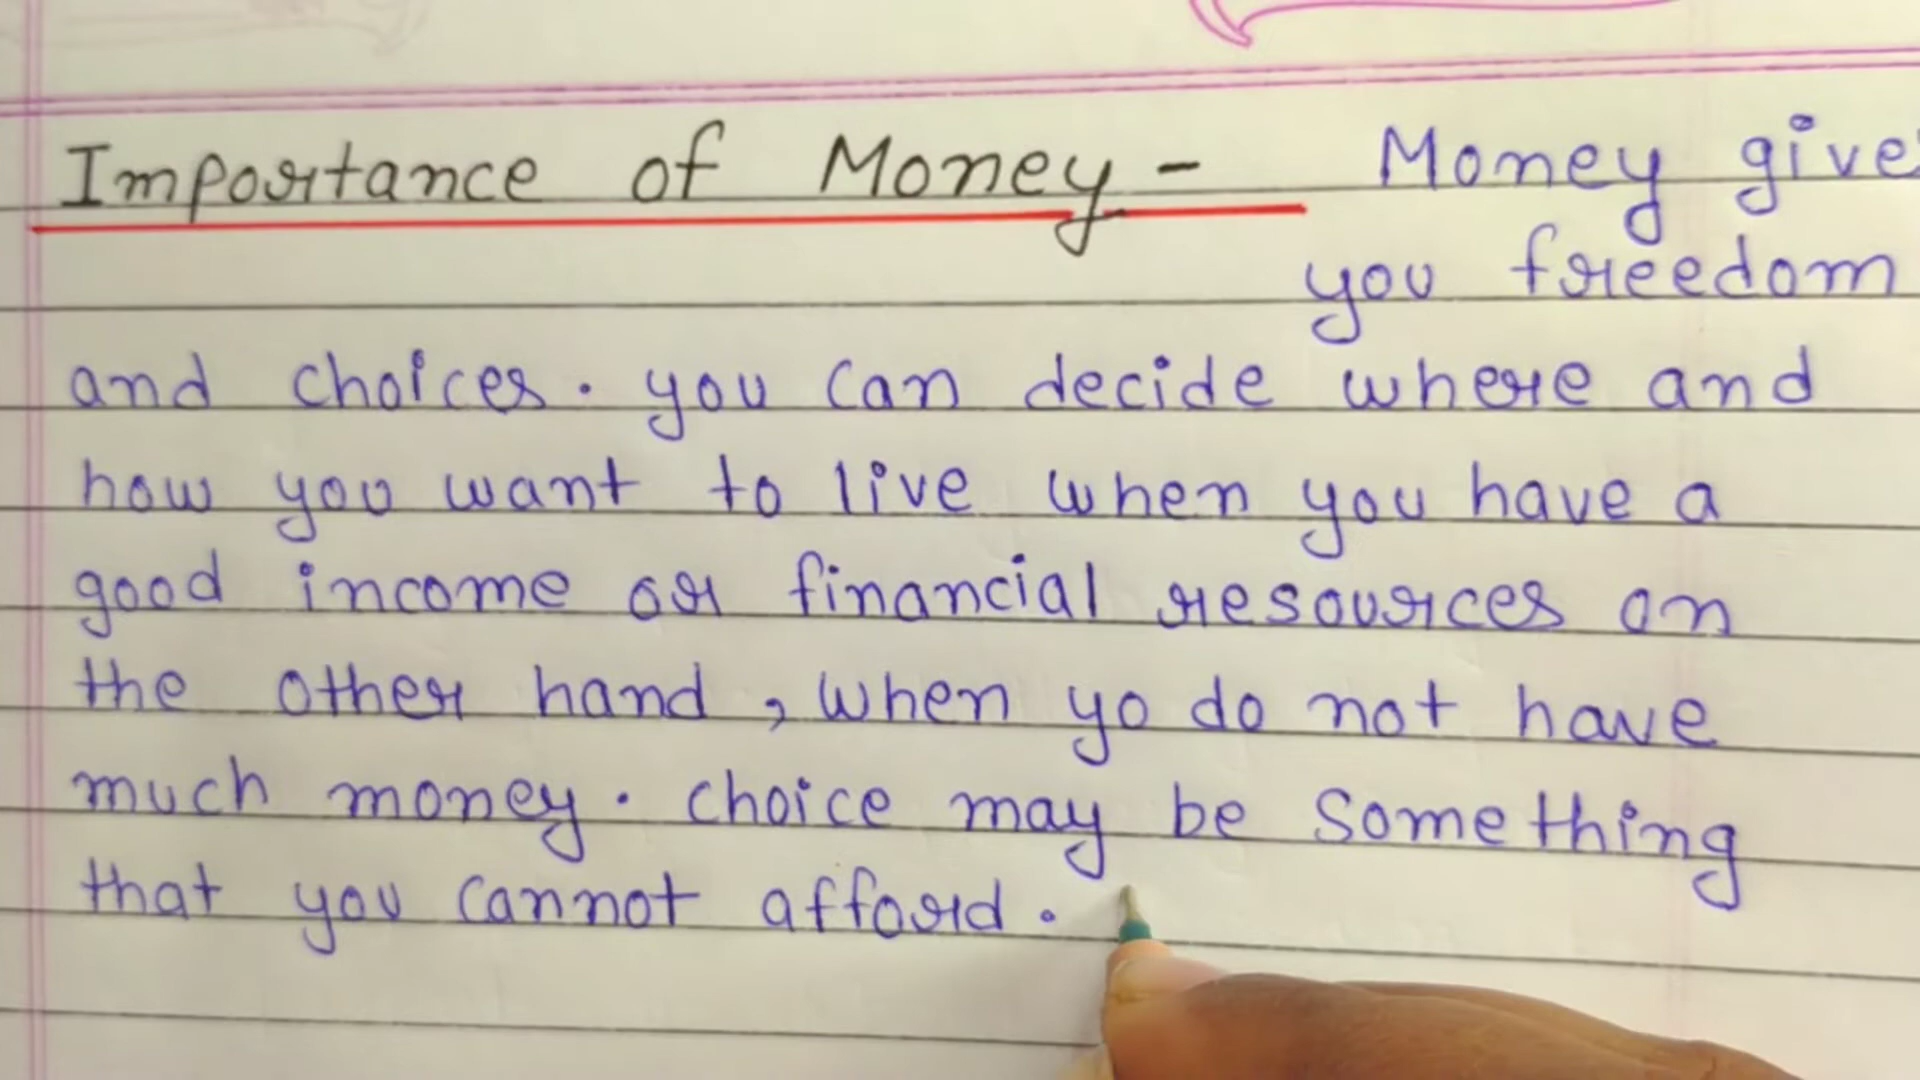 Importance of Money - Money gives
you freedom
and choices. you can decide where and
how you want to live when you have a
good income or financial resources on
the other hand, when yo do not have
much money. choice may be something
that you cannot afford.